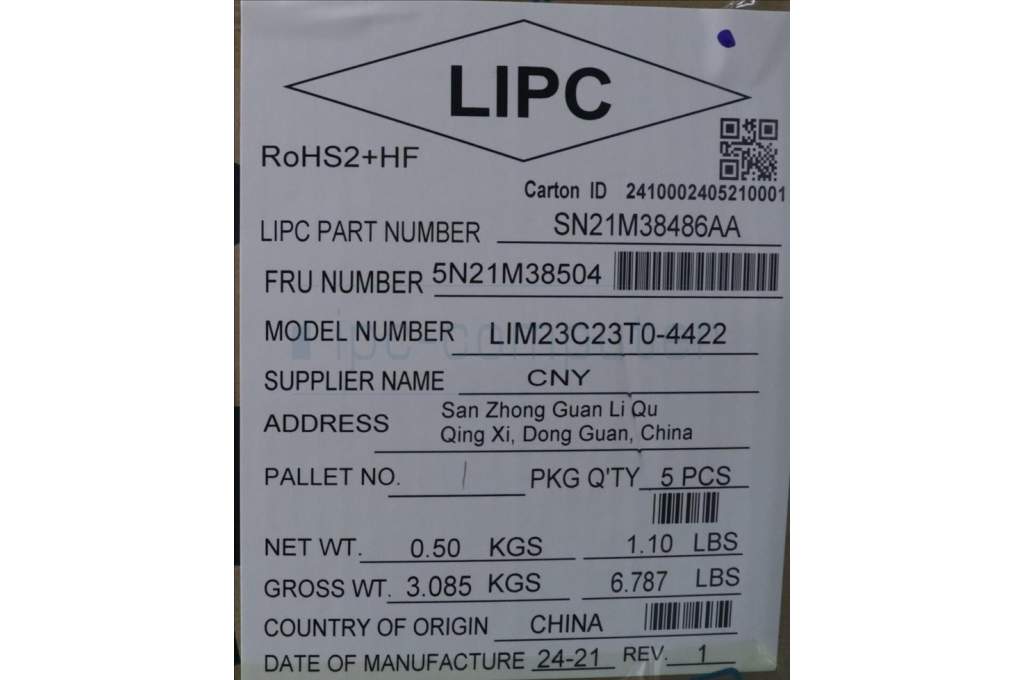 LIPC
RoHS2+HF
Carton ID 2410002405210001
LIPC PART NUMBER SN21M38486AA
FRU NUMBER 5N21M38504
MODEL NUMBER LIM23C23T0-4422
ipc-computer
SUPPLIER NAME CNY
ADDRESS San Zhong Guan Li Qu
Qing Xi, Dong Guan, China
PALLET NO. 1 PKG Q'TY 5 PCS
NET WT. 0.50 KGS 1.10 LBS
GROSS WT. 3.085 KGS 6.787 LBS
COUNTRY OF ORIGIN CHINA
DATE OF MANUFACTURE 24-21 REV. 1